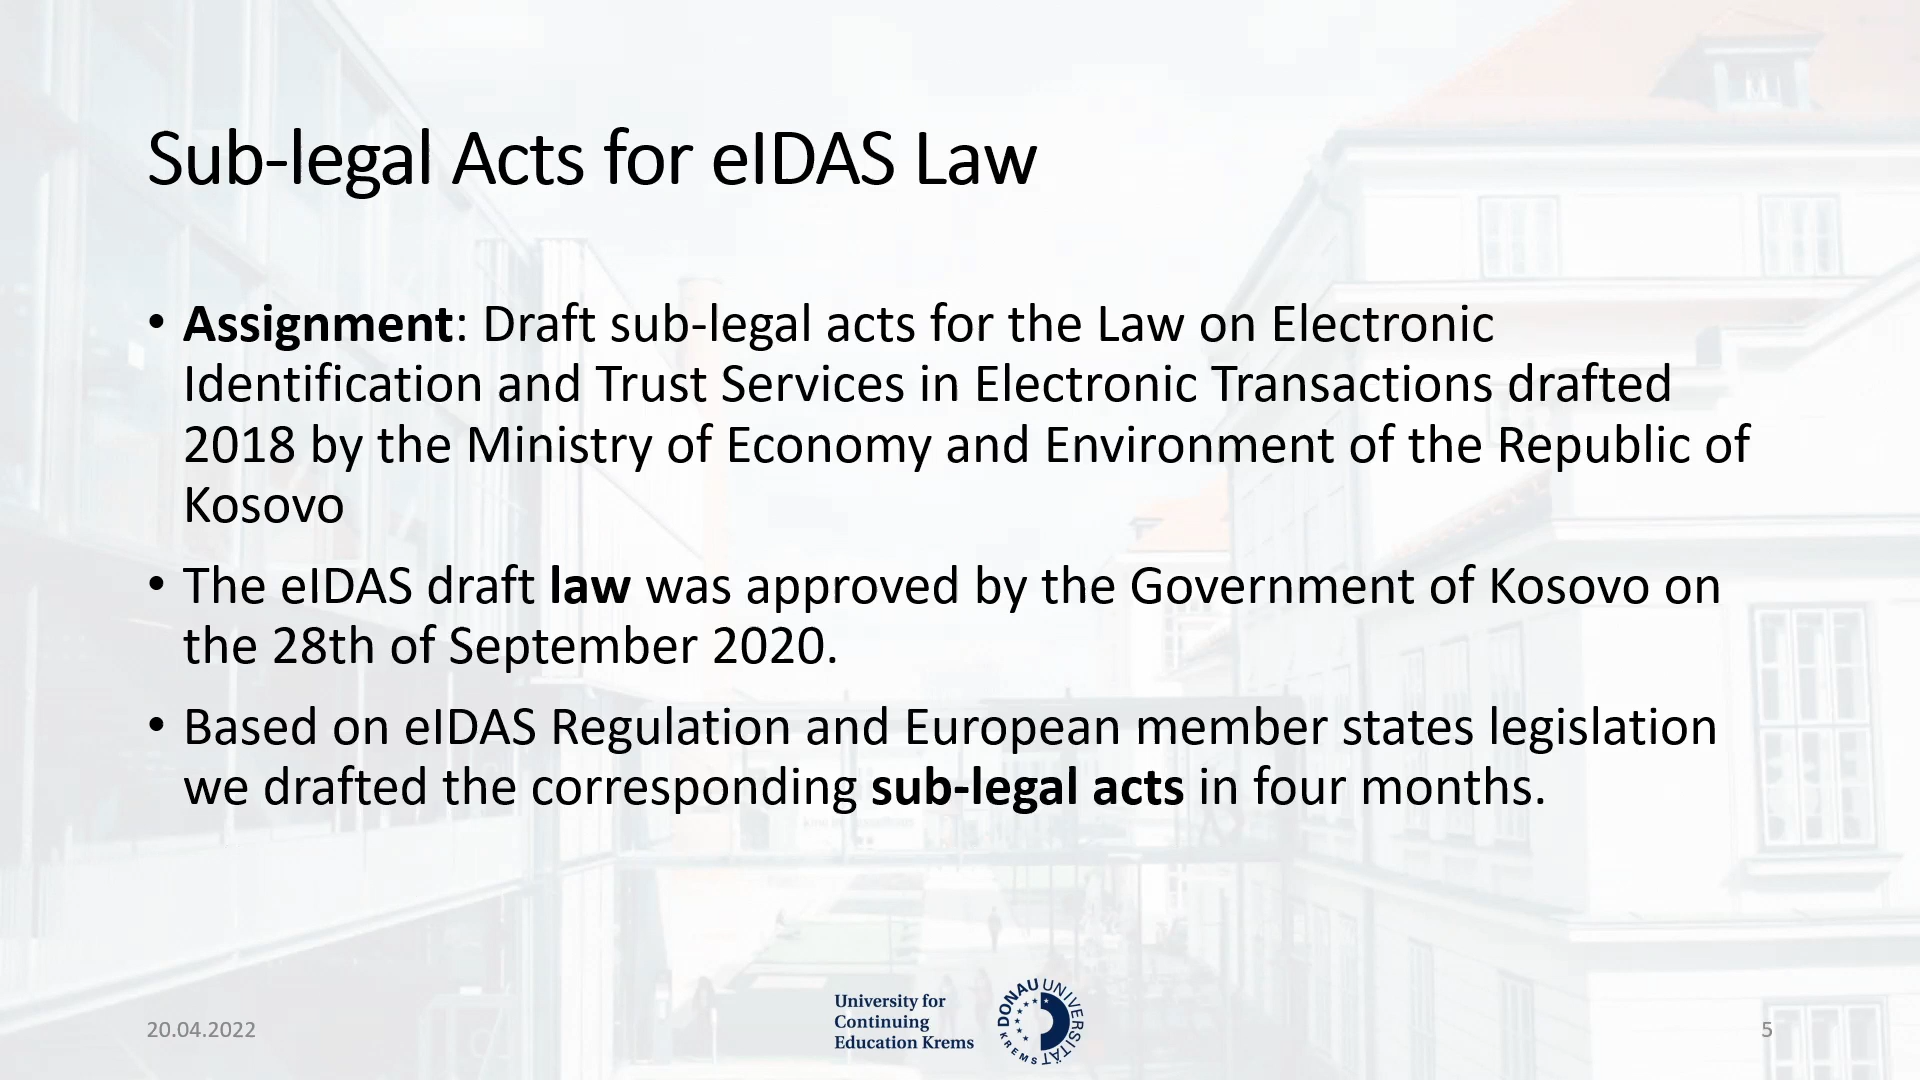 Sub-legal Acts for eIDAS Law
• Assignment: Draft sub-legal acts for the Law on Electronic
Identification and Trust Services in Electronic Transactions drafted
2018 by the Ministry of Economy and Environment of the Republic of
Kosovo
• The eIDAS draft law was approved by the Government of Kosovo on
the 28th of September 2020.
• Based on eIDAS Regulation and European member states legislation
we drafted the corresponding sub-legal acts in four months.
20.04.2022
University for
Continuing
Education Krems
DONAU UNIVERSITÄT
KREMS
5